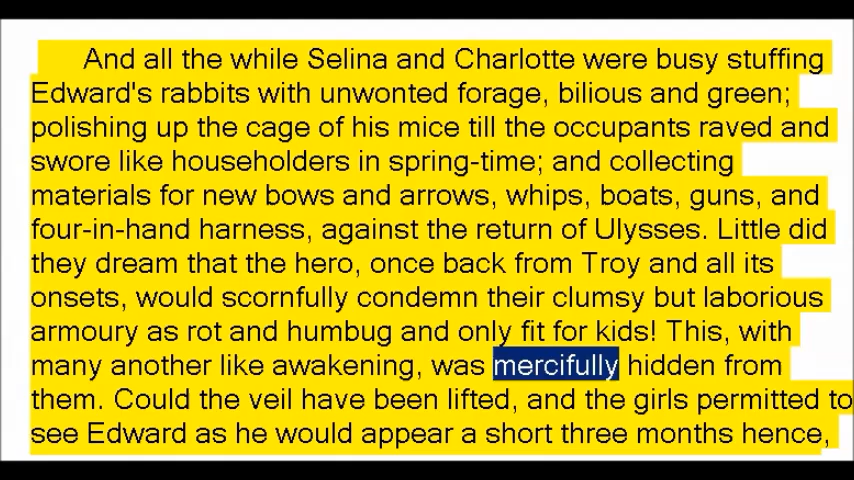 And all the while Selina and Charlotte were busy stuffing
Edward's rabbits with unwonted forage, bilious and green;
polishing up the cage of his mice till the occupants raved and
swore like householders in spring-time; and collecting
materials for new bows and arrows, whips, boats, guns, and
four-in-hand harness, against the return of Ulysses. Little did
they dream that the hero, once back from Troy and all its
onsets, would scornfully condemn their clumsy but laborious
armoury as rot and humbug and only fit for kids! This, with
many another like awakening, was mercifully hidden from
them. Could the veil have been lifted, and the girls permitted to
see Edward as he would appear a short three months hence,